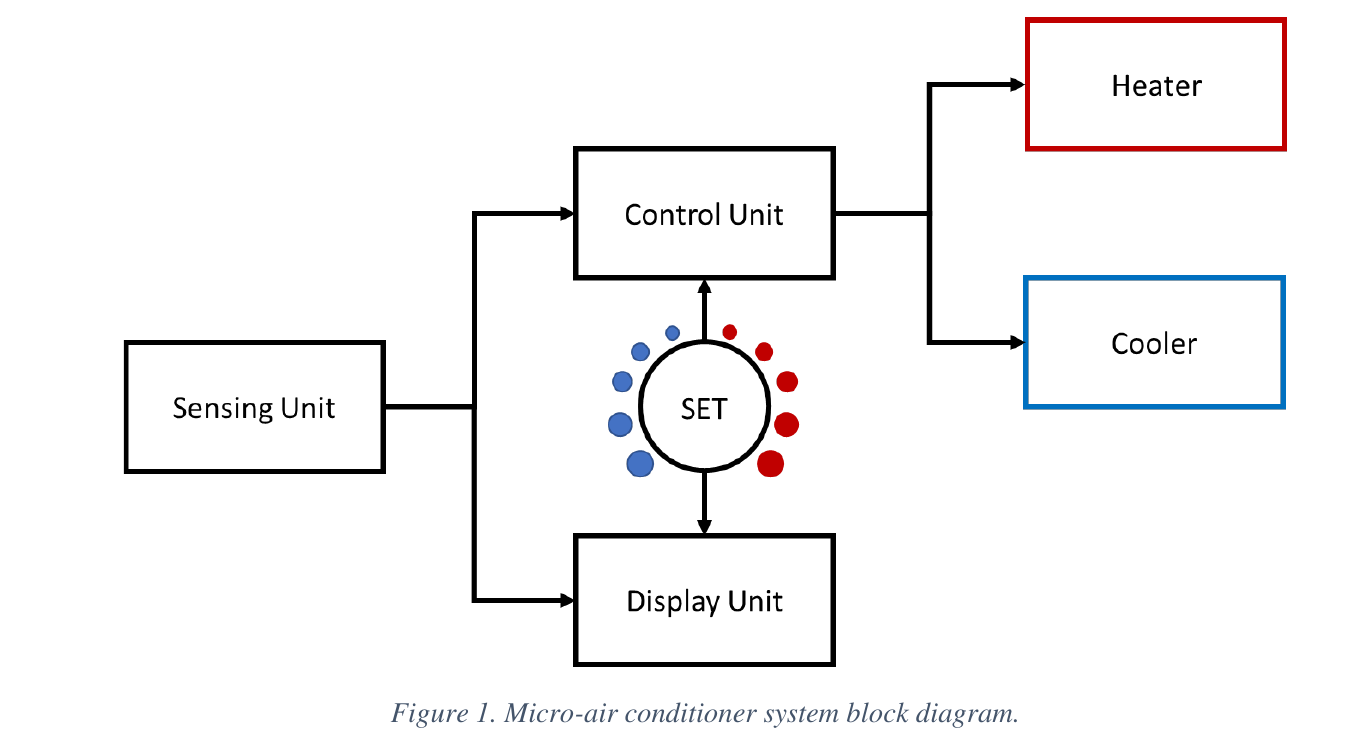 Heater
Control Unit
Cooler
Sensing Unit
SET
Display Unit
Figure 1. Micro-air conditioner system block diagram.